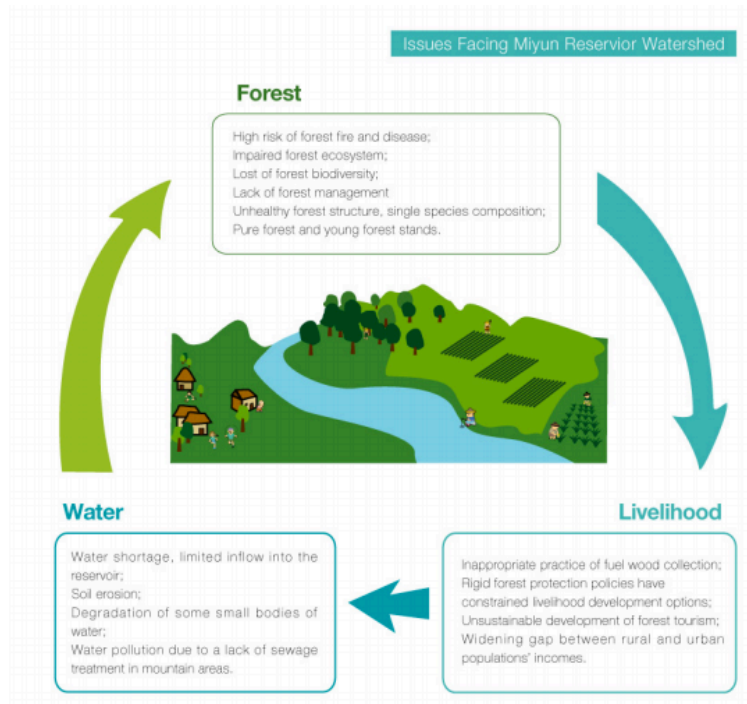 Issues Facing Miyun Reservior Watershed
Forest
High risk of forest fire and disease;
Impaired forest ecosystem;
Lost of forest biodiversity;
Lack of forest management
Unhealthy forest structure, single species composition;
Pure forest and young forest stands.
Water
Water shortage, limited inflow into the
reservoir;
Soil erosion;
Degradation of some small bodies of
water;
Water pollution due to a lack of sewage
treatment in mountain areas.
Livelihood
Inappropriate practice of fuel wood collection;
Rigid forest protection policies have
constrained livelihood development options;
Unsustainable development of forest tourism;
Widening gap between rural and urban
populations' incomes.